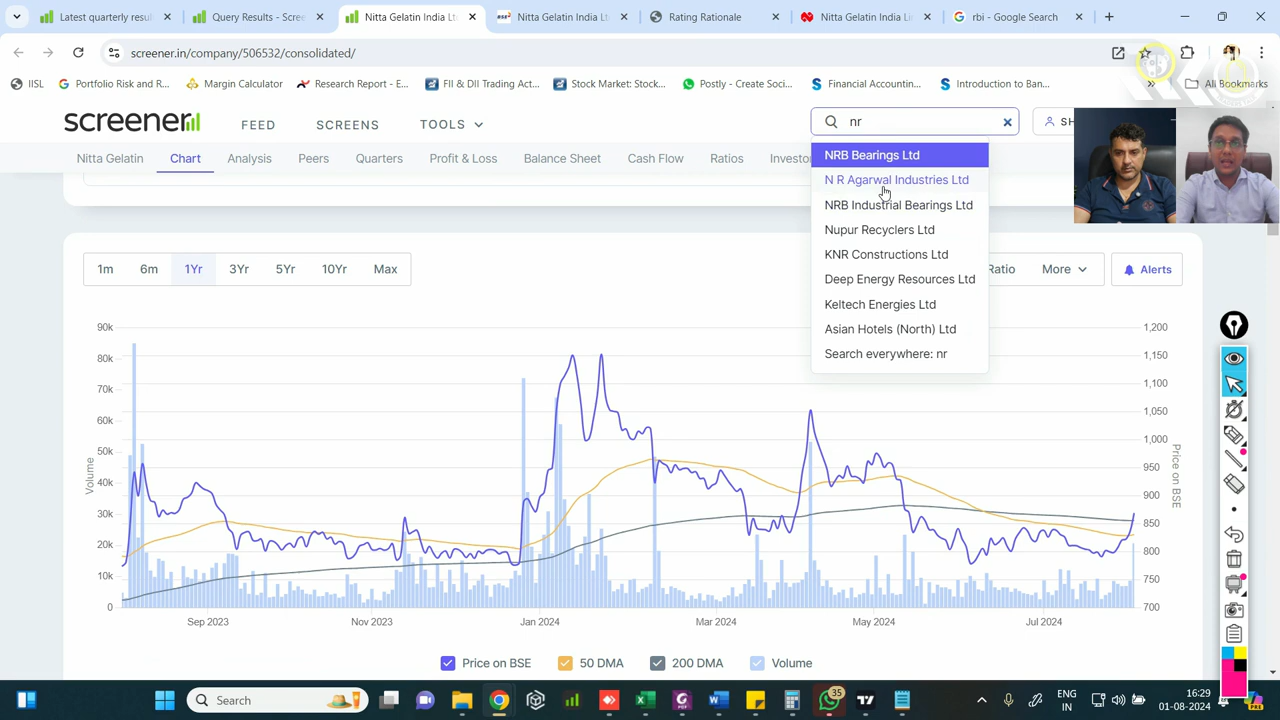 Latest quarterly resul
Query Results - Scree
Nitta Gelatin India Lt
Nitta Gelatin India Ltd
Rating Rationale
Nitta Gelatin India Ltd
rbi - Google Search
screener.in/company/506532/consolidated/
IISL
Portfolio Risk and R...
Margin Calculator
Research Report - E...
FII & DII Trading Act...
Stock Market: Stock...
Postly - Create Soci...
Financial Accountin...
Introduction to Ban...
All Bookmarks
screener
FEED
SCREENS
TOOLS
nr
SH
Nitta Gelatin
Chart
Analysis
Peers
Quarters
Profit & Loss
Balance Sheet
Cash Flow
Ratios
Investo
NRB Bearings Ltd
N R Agarwal Industries Ltd
NRB Industrial Bearings Ltd
Nupur Recyclers Ltd
KNR Constructions Ltd
Deep Energy Resources Ltd
Keltech Energies Ltd
Asian Hotels (North) Ltd
Search everywhere: nr
1m
6m
1Yr
3Yr
5Yr
10Yr
Max
Ratio
More
Alerts
90k
80k
70k
60k
50k
40k
30k
20k
10k
0
Volume
1,200
1,150
1,100
1,050
1,000
950
900
850
800
750
700
Price on BSE
Sep 2023
Nov 2023
Jan 2024
Mar 2024
May 2024
Jul 2024
Price on BSE
50 DMA
200 DMA
Volume
Search
35
ENG
IN
16:29
01-08-2024